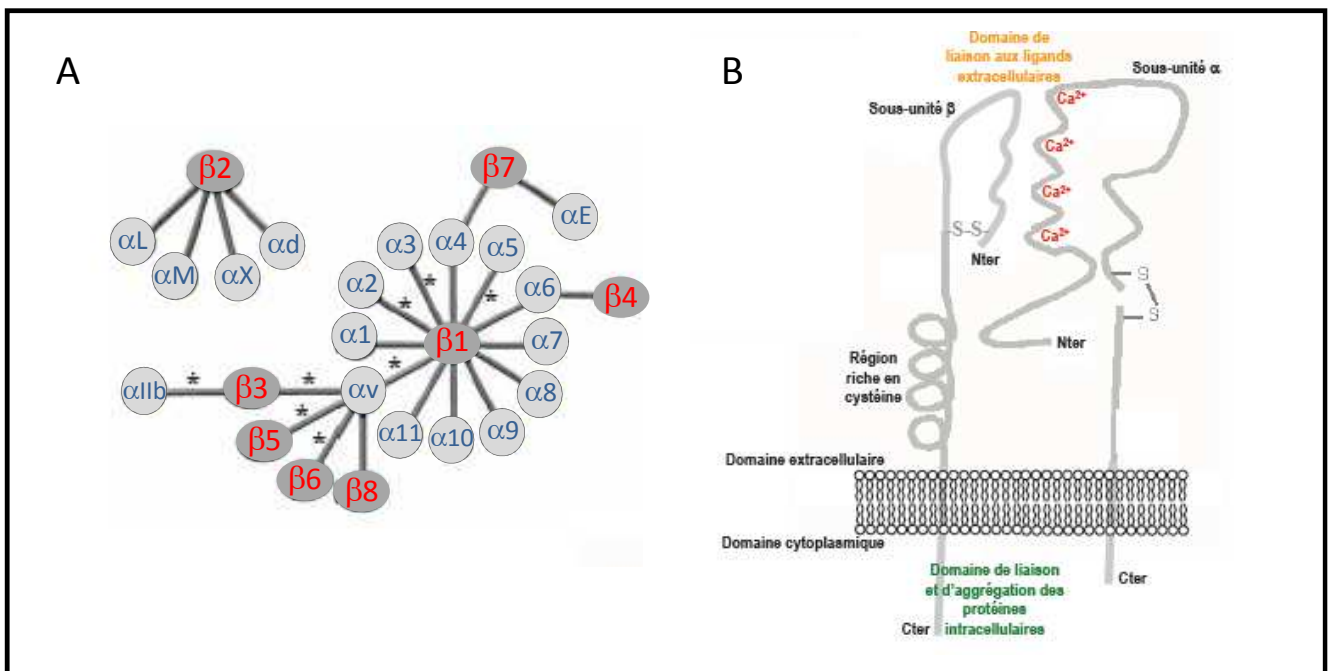 A
β2
αL
αM
αX
αd
β7
αE
α3
α4
α5
α2
*
*
*
α6
β4
α1
β1
α7
*
αIIb
*
β3
*
αv
α8
*
β5
*
α11
α10
α9
β6
β8
B
Domaine de
liaison aux ligands
extracellulaires
Sous-unité α
Sous-unité β
Ca²⁺
Ca²⁺
Ca²⁺
Ca²⁺
-S-S-
Nter
S
S
Nter
Région
riche en
cystéine
Domaine extracellulaire
Domaine cytoplasmique
Domaine de liaison
et d'aggrégation des
protéines
intracellulaires
Cter
Cter